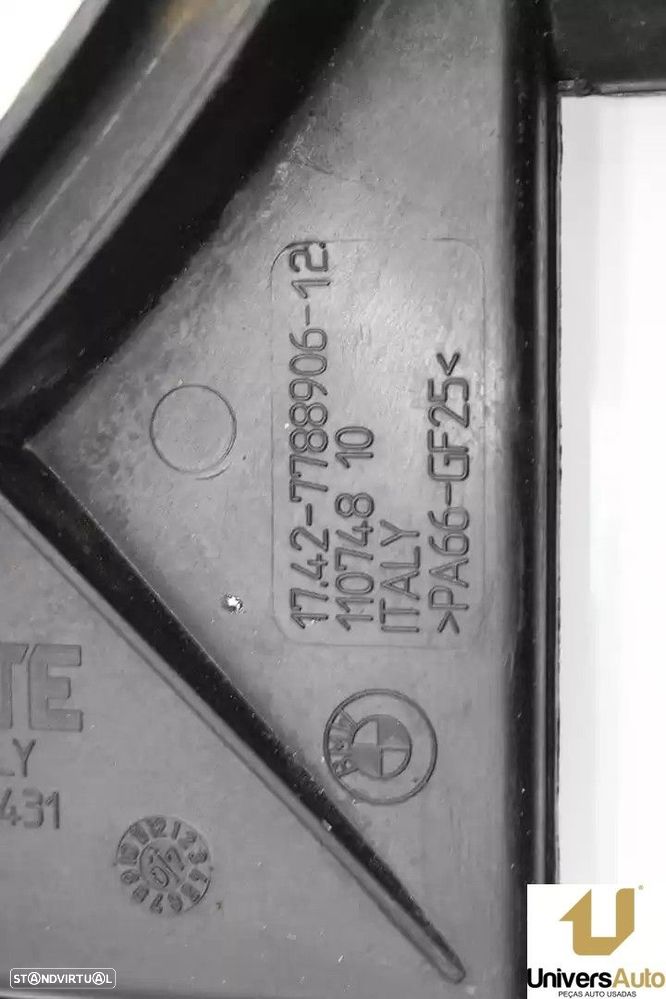 17.42-7788906-12
110748 10
ITALY
>PA66-GF25<
BMW
TE
LY
431
STANDVIRTUAL
UniversAuto
PEÇAS AUTO USADAS